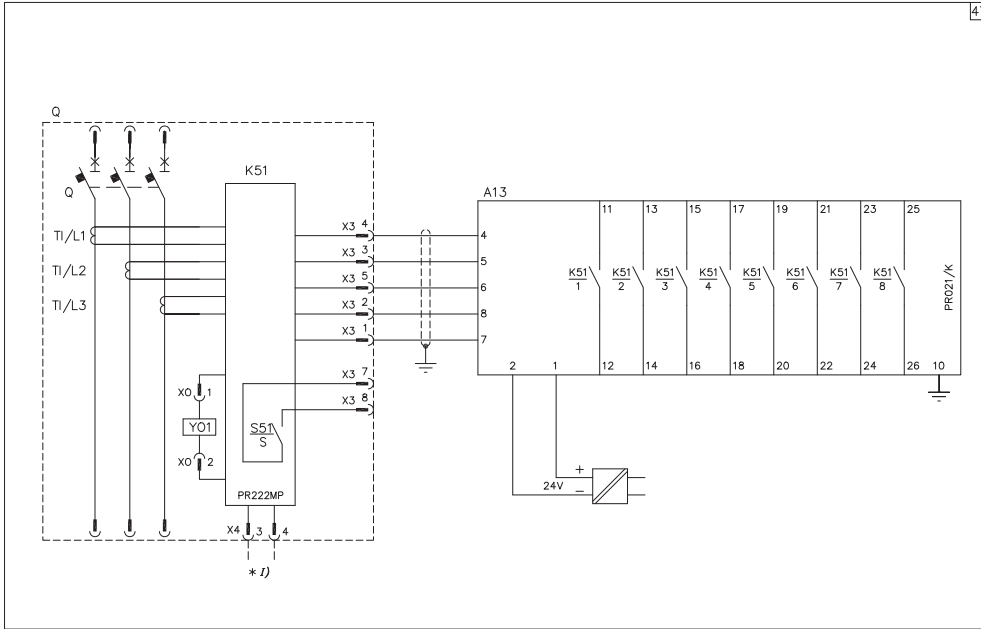 47
Q
K51
Q
TI/L1
TI/L2
TI/L3
X3 4
X3 3
X3 5
X3 2
X3 1
X3 7
X3 8
X0 1
Y01
X0 2
S51
S
PR222MP
X4 3 4
* I)
A13
4
5
6
8
7
11 13 15 17 19 21 23 25
K51 K51 K51 K51 K51 K51 K51 K51
1 2 3 4 5 6 7 8
PR021/K
2 1 12 14 16 18 20 22 24 26 10
+
24V
−